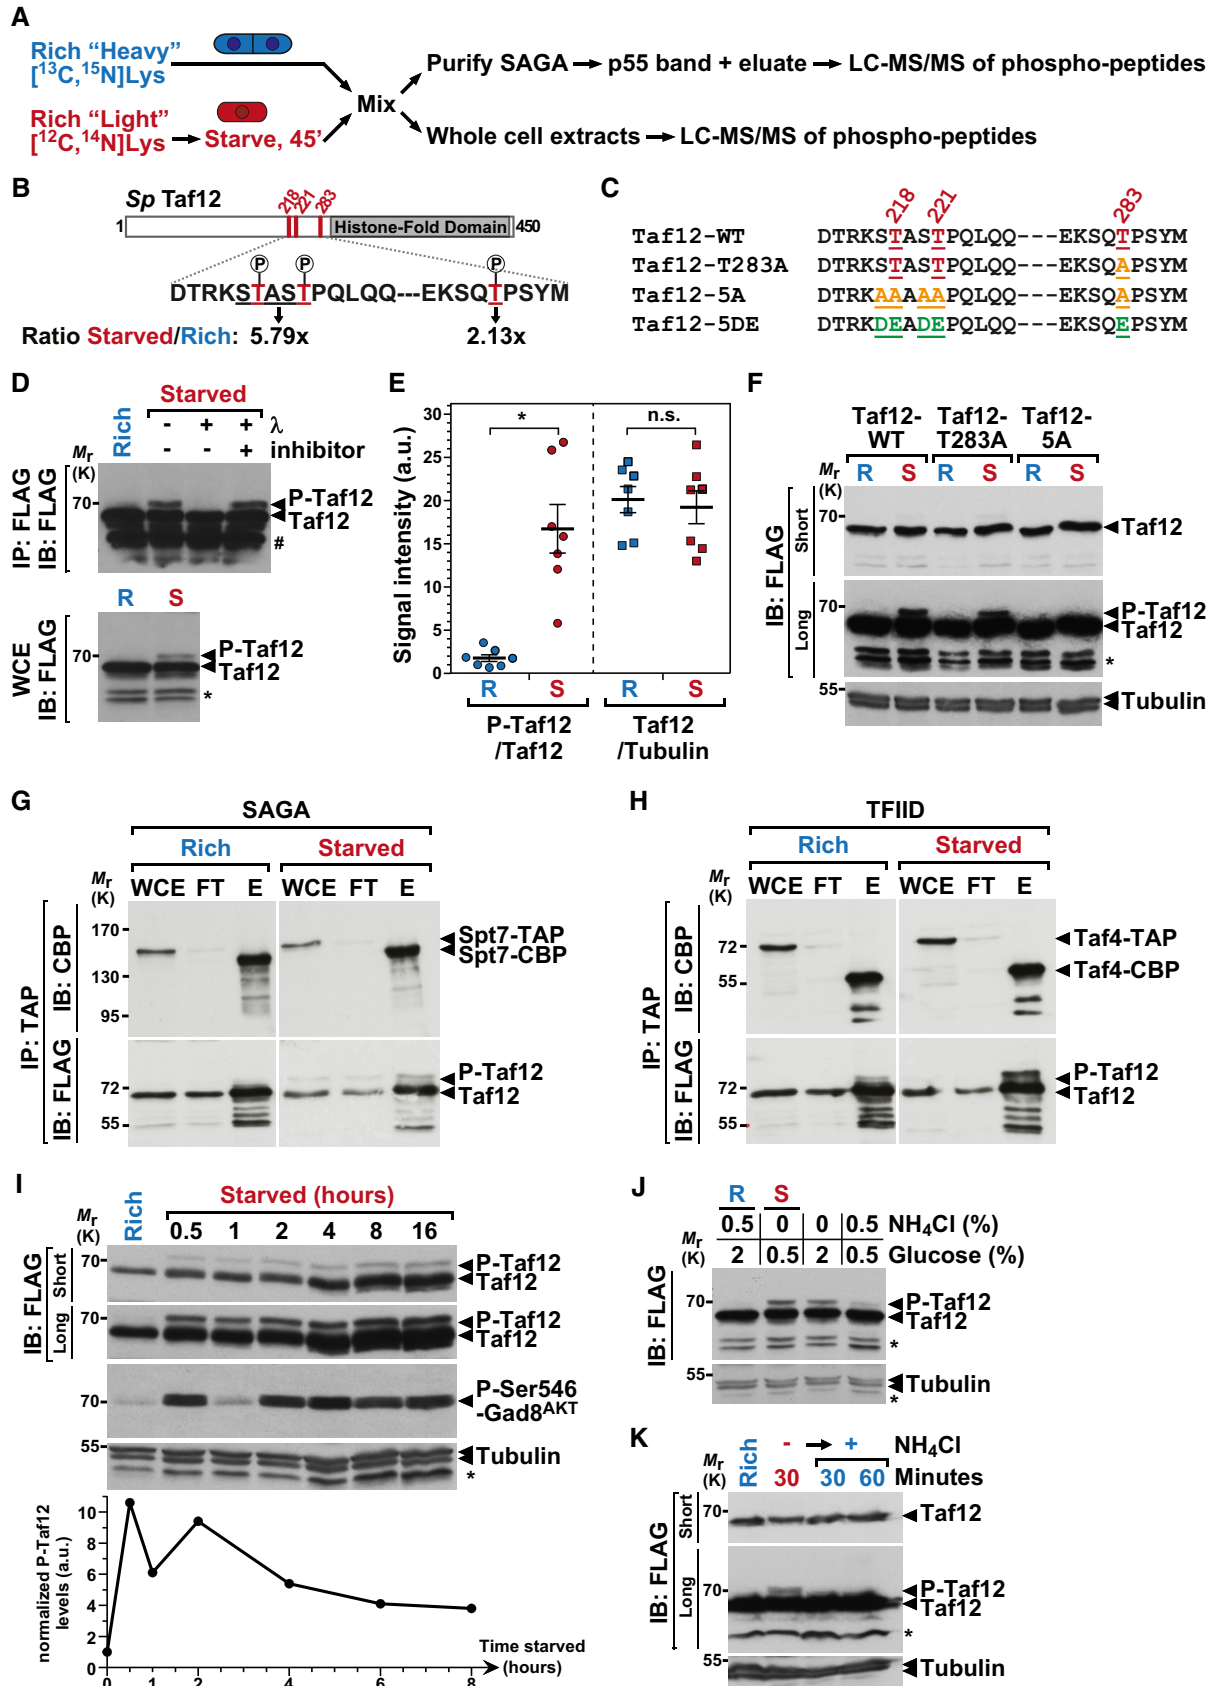 A
Rich “Heavy”
[13C,15N]Lys
Rich “Light”
[12C,14N]Lys
Starve, 45’
Mix
Purify SAGA
p55 band + eluate
LC-MS/MS of phospho-peptides
Whole cell extracts
LC-MS/MS of phospho-peptides
B
Sp Taf12
218
221
283
1
Histone-Fold Domain
450
P P P
DTRKSTASTPQLQQ---EKSQTPSYM
Ratio Starved/Rich: 5.79x 2.13x
C
218 221 283
Taf12-WT DTRKSTASTPQLQQ---EKSQTPSYM
Taf12-T283A DTRKSTASTPQLQQ---EKSQAPSYM
Taf12-5A DTRKAAAAAPQLQQ---EKSQAPSYM
Taf12-5DE DTRKDEADEPQLQQ---EKSQEPSYM
D
Starved
Rich
- + + λ
- - + inhibitor
Mr
(K)
70
IP: FLAG
IB: FLAG
P-Taf12
Taf12
#
R S
WCE
IB: FLAG
70
P-Taf12
Taf12
*
E
Signal intensity (a.u.)
30
25
20
15
10
5
0
* n.s.
R S R S
P-Taf12
/Taf12
Taf12
/Tubulin
F
Taf12-
WT
Taf12-
T283A
Taf12-
5A
Mr
(K)
R S R S R S
IB: FLAG
Short
70
Taf12
Long
70
P-Taf12
Taf12
*
55
Tubulin
G
SAGA
Rich Starved
Mr
(K)
WCE FT E WCE FT E
IP: TAP
IB: CBP
170
130
95
Spt7-TAP
Spt7-CBP
IB: FLAG
72
55
P-Taf12
Taf12
H
TFIID
Rich Starved
Mr
(K)
WCE FT E WCE FT E
IP: TAP
IB: CBP
72
55
Taf4-TAP
Taf4-CBP
IB: FLAG
72
55
P-Taf12
Taf12
I
Rich
Starved (hours)
Mr
(K)
0.5 1 2 4 8 16
IB: FLAG
Short
70
P-Taf12
Taf12
Long
70
P-Taf12
Taf12
70
P-Ser546
-Gad8AKT
55
Tubulin
*
normalized P-Taf12
levels (a.u.)
10
8
6
4
2
0
0 1 2 4 6 8
Time starved
(hours)
J
R S
0.5 0 0 0.5 NH4Cl (%)
2 0.5 2 0.5 Glucose (%)
Mr
(K)
IB: FLAG
70
P-Taf12
Taf12
*
55
Tubulin
*
K
Rich
- + NH4Cl
30 30 60 Minutes
Mr
(K)
IB: FLAG
Short
70
Taf12
Long
70
P-Taf12
Taf12
*
55
Tubulin